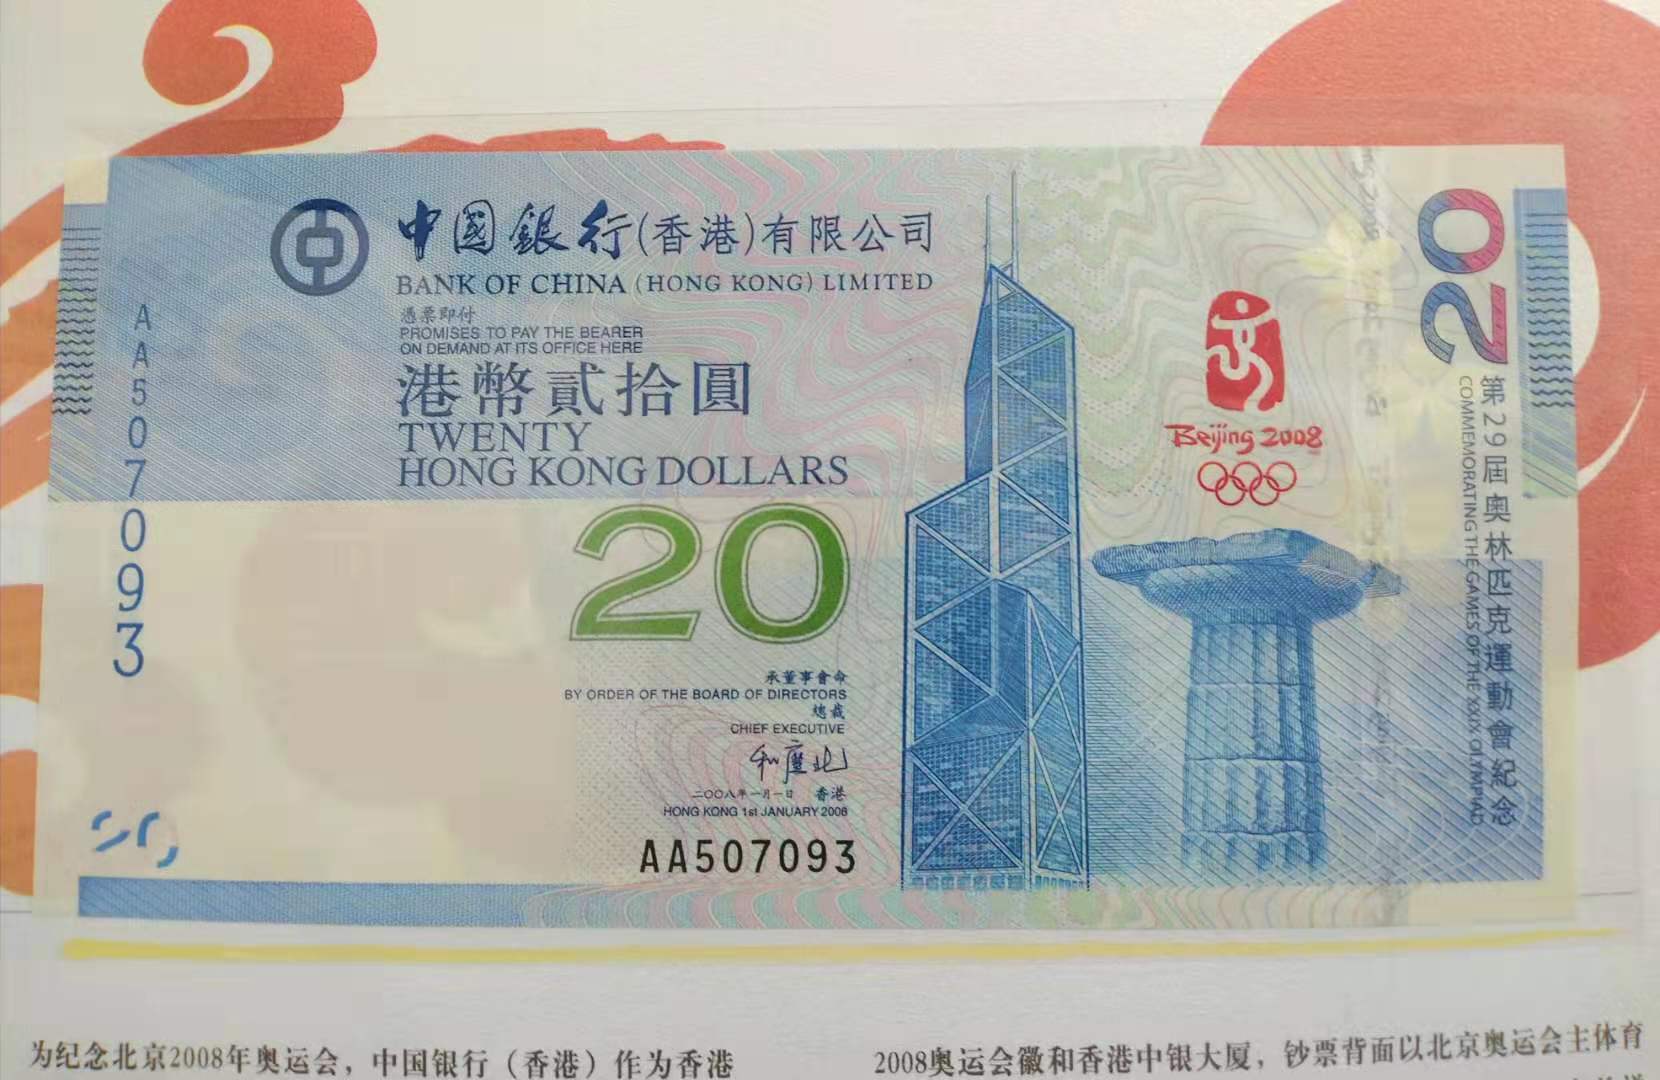 中國銀行(香港)有限公司
BANK OF CHINA (HONG KONG) LIMITED
憑票即付
PROMISES TO PAY THE BEARER
ON DEMAND AT ITS OFFICE HERE
港幣貳拾圓
TWENTY
HONG KONG DOLLARS
AA507093
20
承董事會命
BY ORDER OF THE BOARD OF DIRECTORS
總裁
CHIEF EXECUTIVE
和廣北
二〇〇八年一月一日 香港
HONG KONG 1st JANUARY 2008
AA507093
Beijing 2008
20
第29屆奧林匹克運動會紀念
COMMEMORATING THE GAMES OF THE XXIX OLYMPIAD
为纪念北京2008年奥运会，中国银行（香港）作为香港
2008奥运会徽和香港中银大厦，钞票背面以北京奥运会主体育